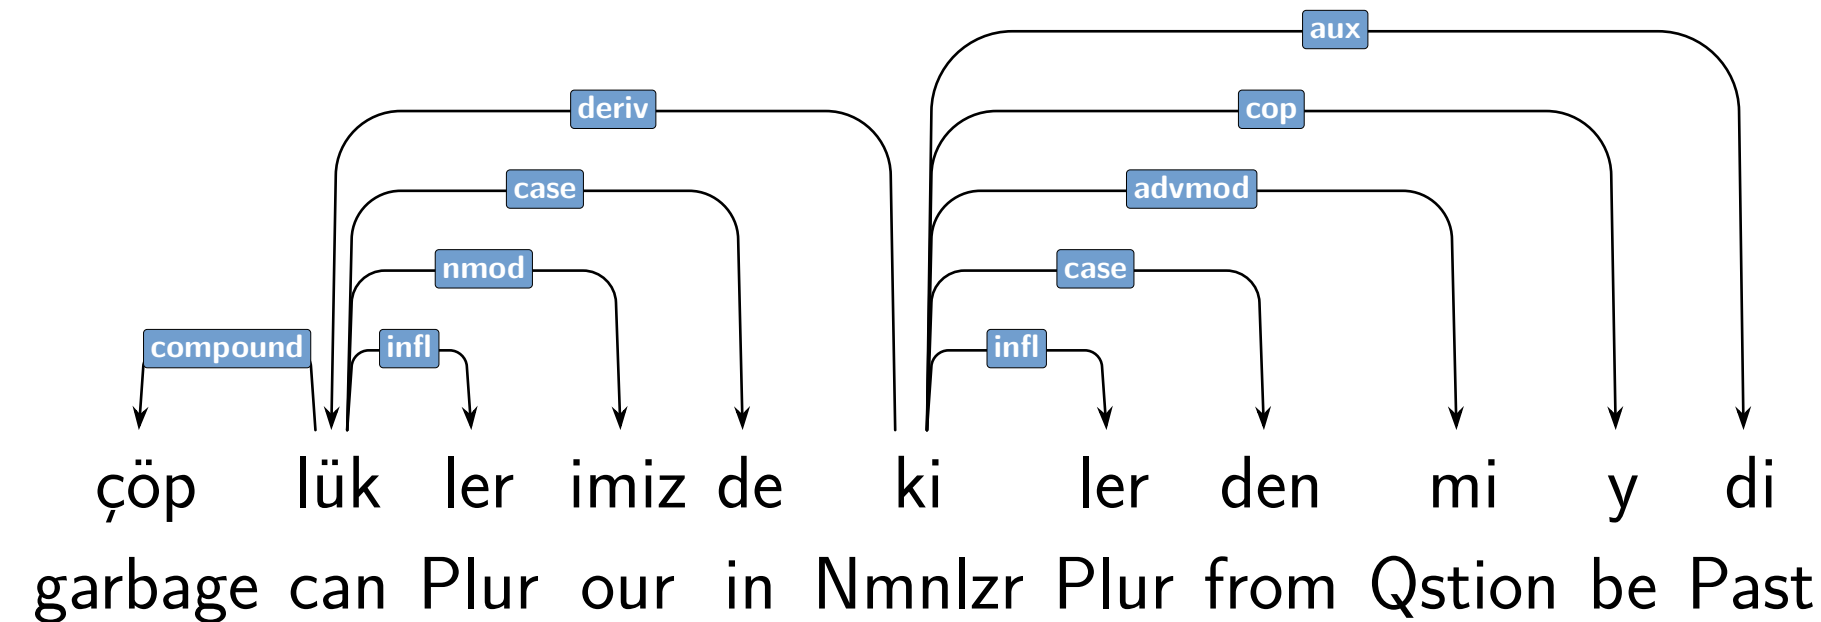 aux
deriv cop
case advmod
nmod case
compound infl infl
çöp lük ler imiz de ki ler den mi y di
garbage can Plur our in Nmnlzr Plur from Qstion be Past